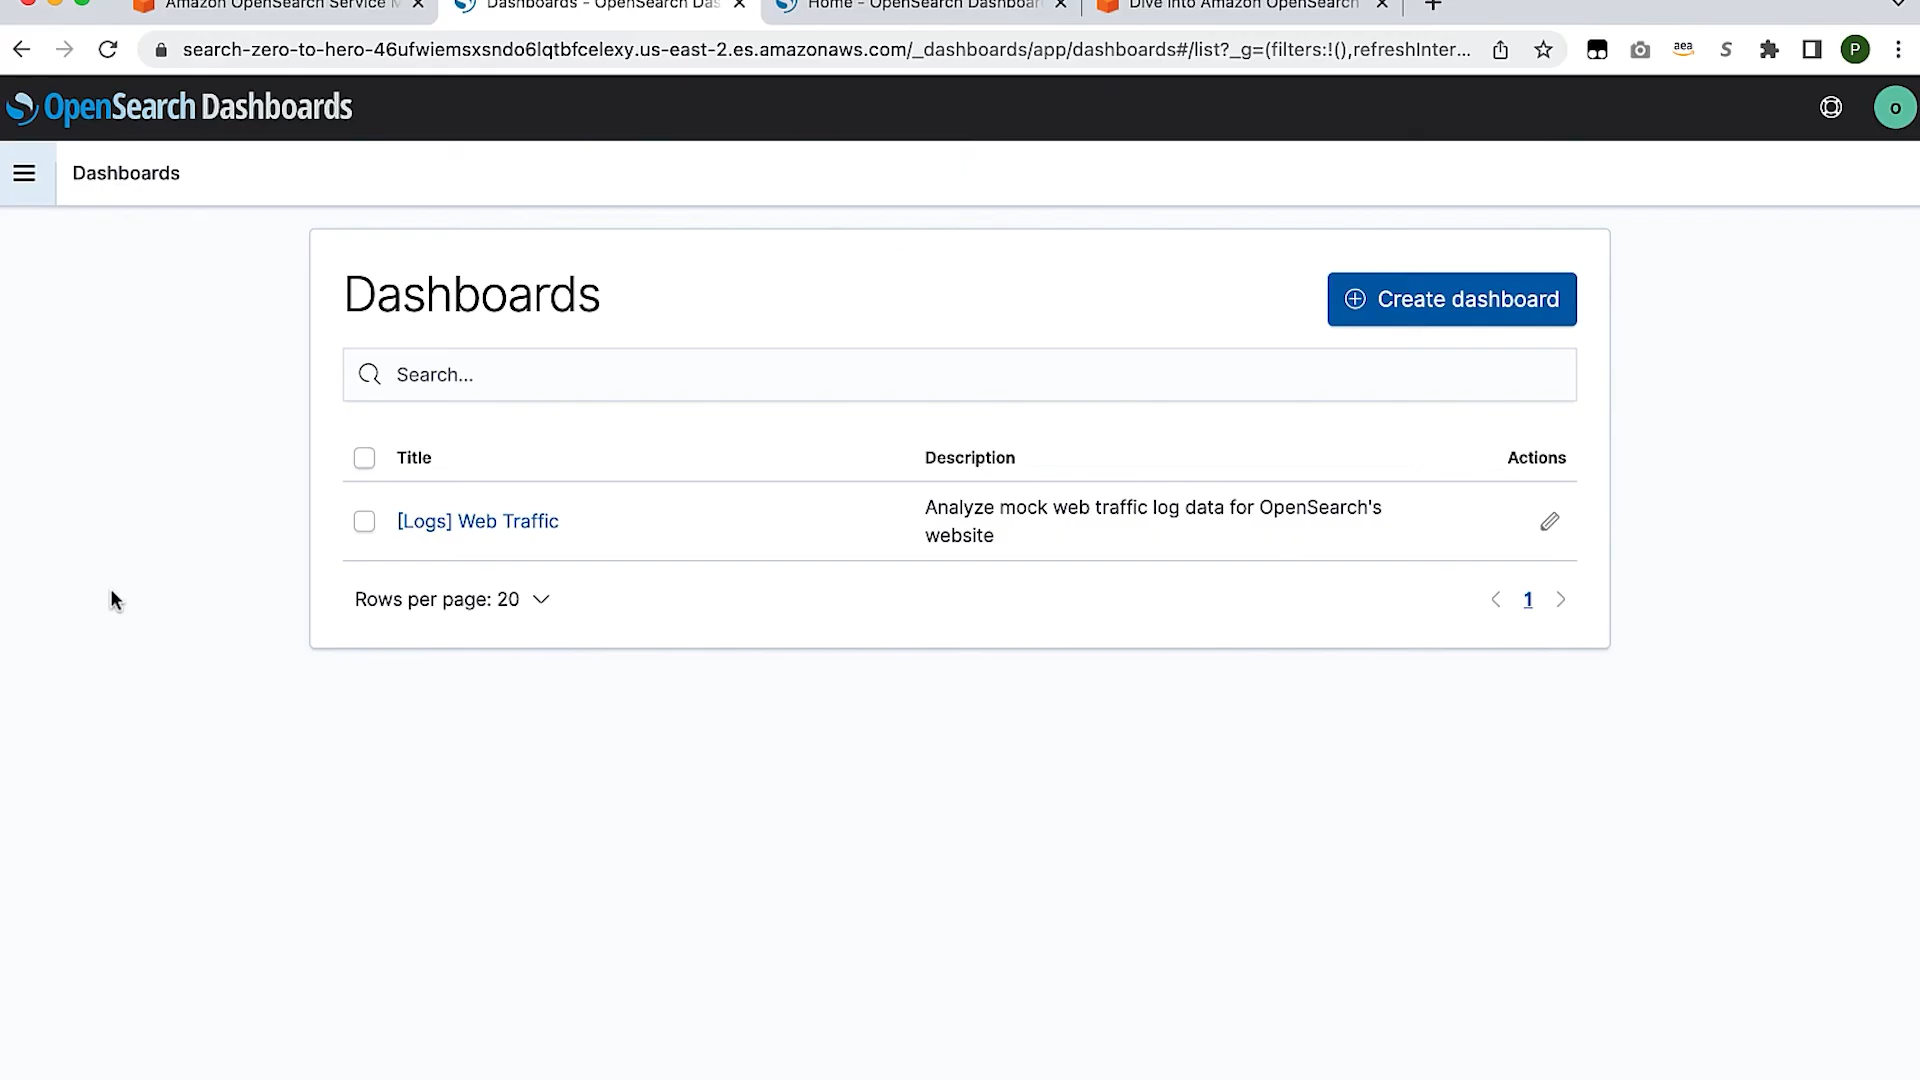 Amazon OpenSearch Service M
Dashboards - OpenSearch Das
Home - OpenSearch Dashboar
Dive into Amazon OpenSearch
search-zero-to-hero-46ufwiemsxsndo6lqtbfcelexy.us-east-2.es.amazonaws.com/_dashboards/app/dashboards#/list?_g=(filters:!(),refreshInter...
aea
S
P
OpenSearch Dashboards
o
Dashboards
Dashboards
Create dashboard
Search...
Title
Description
Actions
[Logs] Web Traffic
Analyze mock web traffic log data for OpenSearch's
website
Rows per page: 20
1